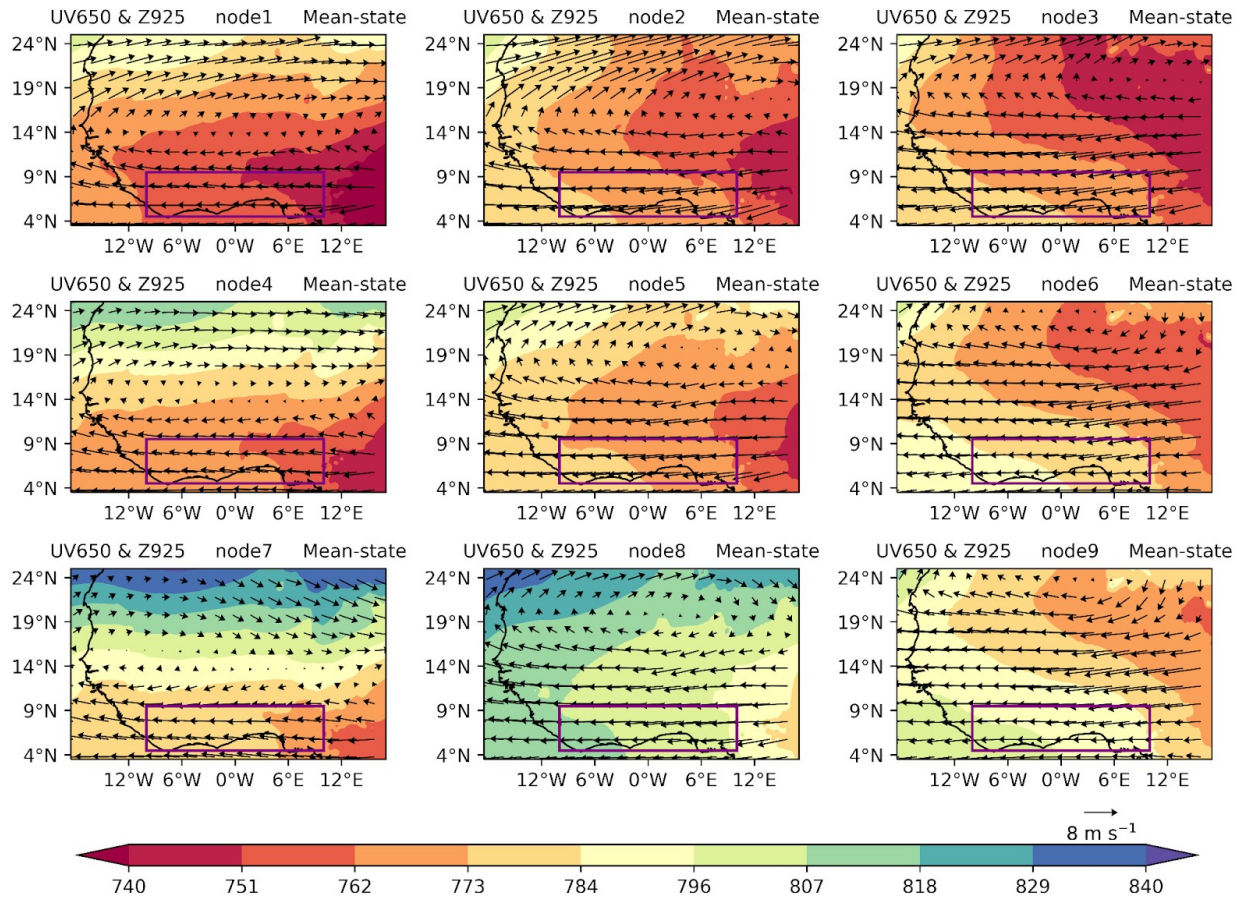 UV650 & Z925 node1 Mean-state UV650 & Z925 node2 Mean-state UV650 & Z925 node3 Mean-state
24°N 24°N 24°N
19°N 19°N 19°N
14°N 14°N 14°N
9°N 9°N 9°N
4°N 4°N 4°N
12°W 6°W 0°W 6°E 12°E 12°W 6°W 0°W 6°E 12°E 12°W 6°W 0°W 6°E 12°E
UV650 & Z925 node4 Mean-state UV650 & Z925 node5 Mean-state UV650 & Z925 node6 Mean-state
24°N 24°N 24°N
19°N 19°N 19°N
14°N 14°N 14°N
9°N 9°N 9°N
4°N 4°N 4°N
12°W 6°W 0°W 6°E 12°E 12°W 6°W 0°W 6°E 12°E 12°W 6°W 0°W 6°E 12°E
UV650 & Z925 node7 Mean-state UV650 & Z925 node8 Mean-state UV650 & Z925 node9 Mean-state
24°N 24°N 24°N
19°N 19°N 19°N
14°N 14°N 14°N
9°N 9°N 9°N
4°N 4°N 4°N
12°W 6°W 0°W 6°E 12°E 12°W 6°W 0°W 6°E 12°E 12°W 6°W 0°W 6°E 12°E
8 m s⁻¹
740 751 762 773 784 796 807 818 829 840